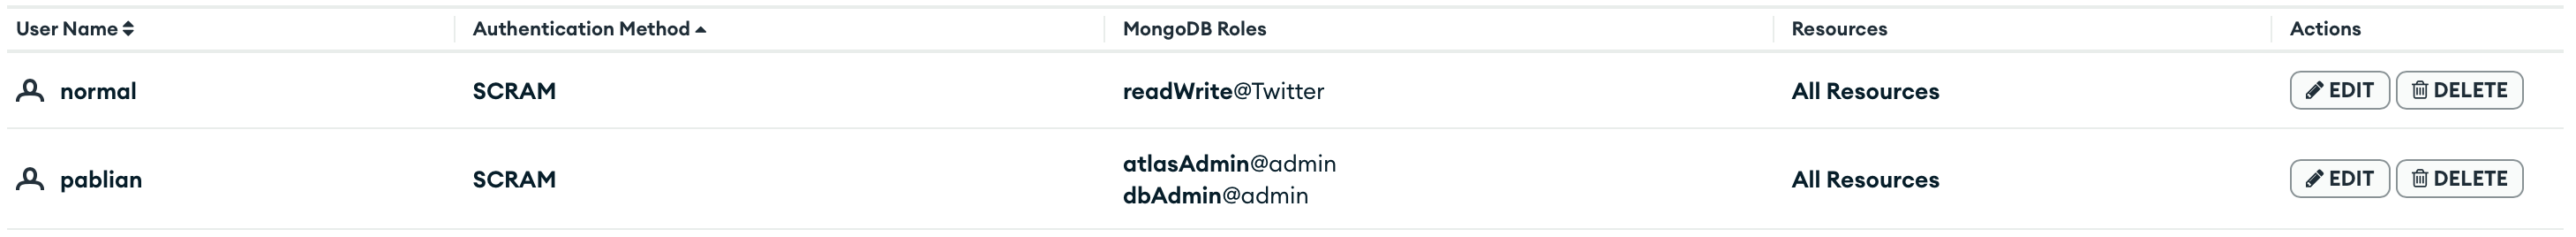 User Name Authentication Method MongoDB Roles Resources Actions
normal SCRAM readWrite@Twitter All Resources EDIT DELETE
pablian SCRAM atlasAdmin@admin All Resources EDIT DELETE
dbAdmin@admin